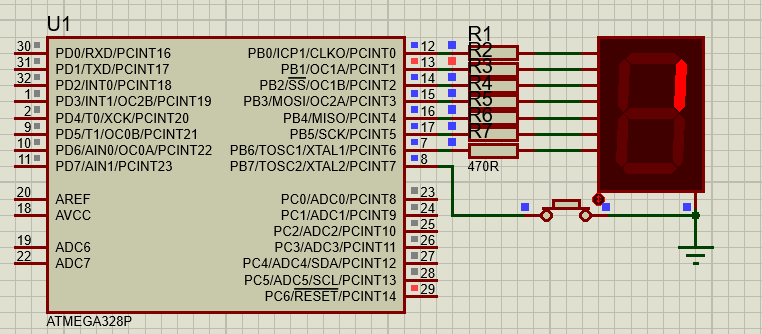 U1
30 PD0/RXD/PCINT16 PB0/ICP1/CLKO/PCINT0 12
31 PD1/TXD/PCINT17 PB1/OC1A/PCINT1 13
32 PD2/INT0/PCINT18 PB2/SS/OC1B/PCINT2 14
1 PD3/INT1/OC2B/PCINT19 PB3/MOSI/OC2A/PCINT3 15
2 PD4/T0/XCK/PCINT20 PB4/MISO/PCINT4 16
9 PD5/T1/OC0B/PCINT21 PB5/SCK/PCINT5 17
10 PD6/AIN0/OC0A/PCINT22 PB6/TOSC1/XTAL1/PCINT6 7
11 PD7/AIN1/PCINT23 PB7/TOSC2/XTAL2/PCINT7 8
20 AREF PC0/ADC0/PCINT8 23
18 AVCC PC1/ADC1/PCINT9 24
PC2/ADC2/PCINT10 25
19 ADC6 PC3/ADC3/PCINT11 26
22 ADC7 PC4/ADC4/SDA/PCINT12 27
PC5/ADC5/SCL/PCINT13 28
PC6/RESET/PCINT14 29
ATMEGA328P
R1
R2
R3
R4
R5
R6
R7
470R